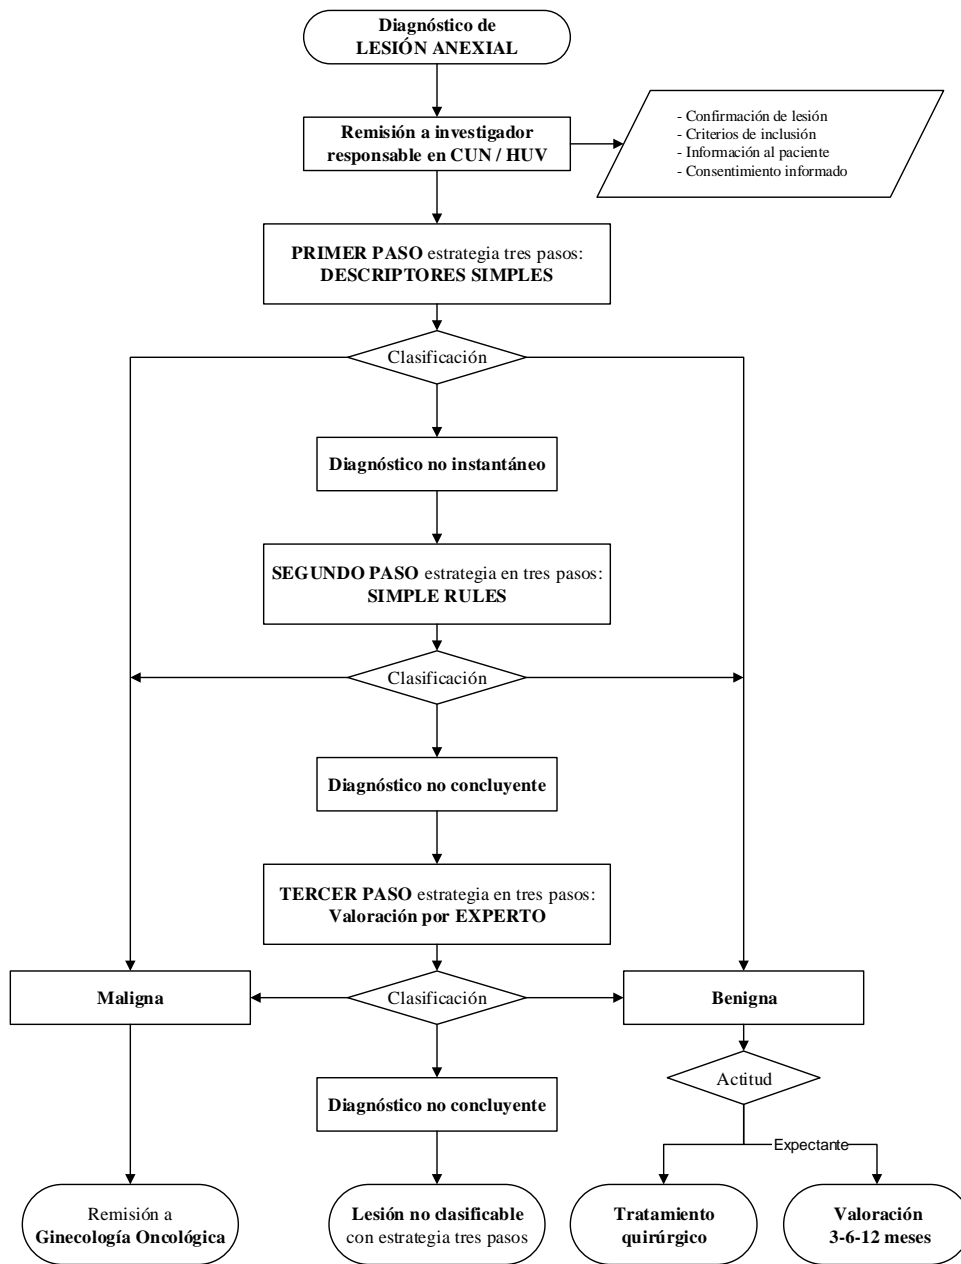 Diagnóstico de
LESIÓN ANEXIAL
Remisión a investigador
responsable en CUN / HUV
- Confirmación de lesión
- Criterios de inclusión
- Información al paciente
- Consentimiento informado
PRIMER PASO estrategia tres pasos:
DESCRIPTORES SIMPLES
Clasificación
Diagnóstico no instantáneo
SEGUNDO PASO estrategia en tres pasos:
SIMPLE RULES
Clasificación
Diagnóstico no concluyente
TERCER PASO estrategia en tres pasos:
Valoración por EXPERTO
Maligna
Clasificación
Benigna
Actitud
Diagnóstico no concluyente
Expectante
Remisión a
Ginecología Oncológica
Lesión no clasificable
con estrategia tres pasos
Tratamiento
quirúrgico
Valoración
3-6-12 meses